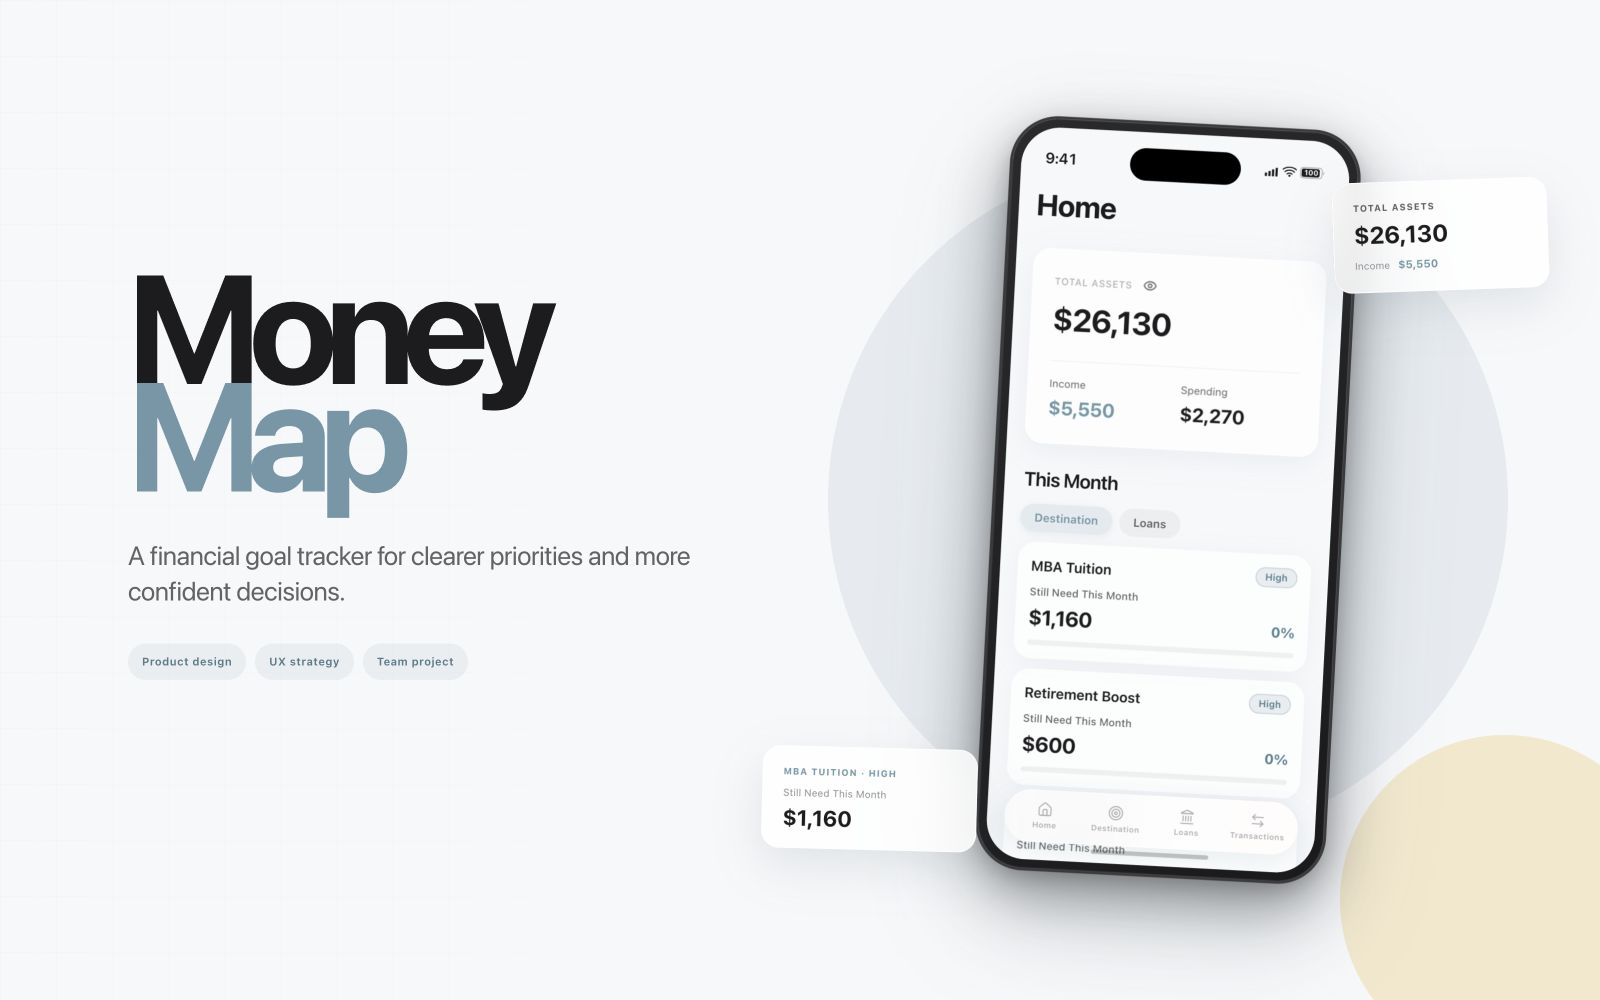 Money
Map
A financial goal tracker for clearer priorities and more
confident decisions.
Product design
UX strategy
Team project
9:41
100
Home
TOTAL ASSETS
$26,130
Income
$5,550
Spending
$2,270
This Month
Destination
Loans
MBA Tuition
High
Still Need This Month
$1,160
0%
Retirement Boost
High
Still Need This Month
$600
0%
Home
Destination
Loans
Transactions
Still Need This Month
TOTAL ASSETS
$26,130
Income $5,550
MBA TUITION · HIGH
Still Need This Month
$1,160